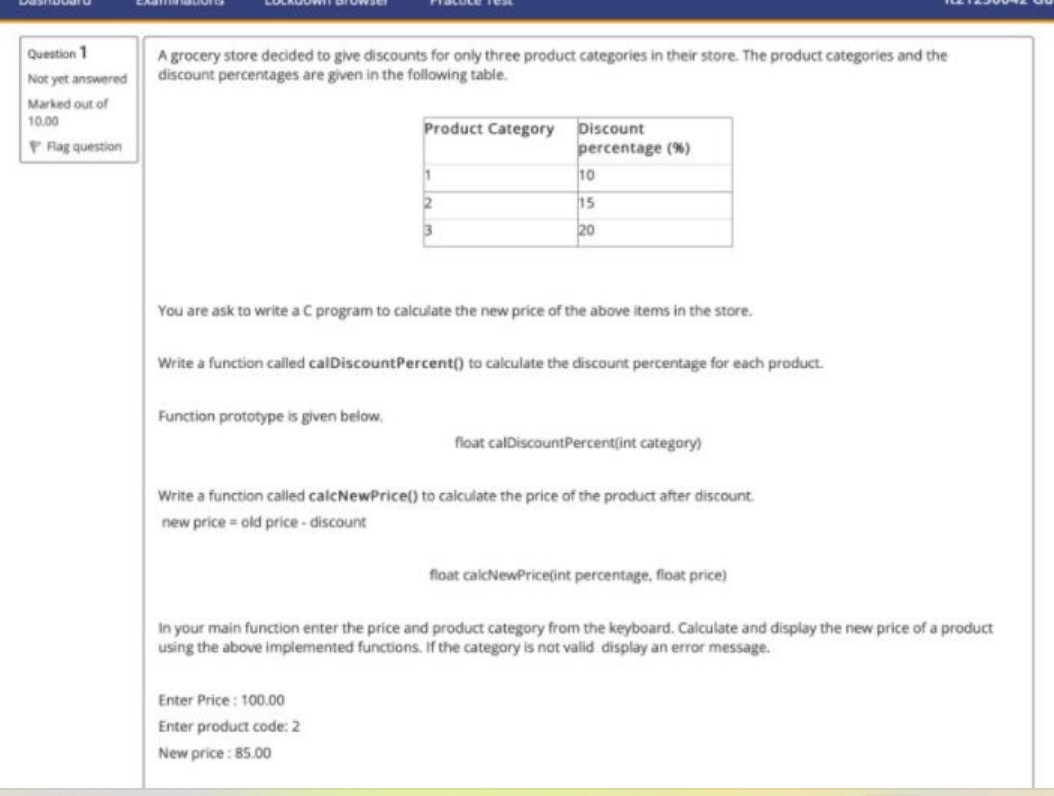 Dashboard Examinations Lockdown Browser Practice Test
Question 1
Not yet answered
Marked out of
10.00
Flag question
A grocery store decided to give discounts for only three product categories in their store. The product categories and the
discount percentages are given in the following table.
Product Category Discount
percentage (%)
1 10
2 15
3 20
You are ask to write a C program to calculate the new price of the above items in the store.
Write a function called calDiscountPercent() to calculate the discount percentage for each product.
Function prototype is given below.
float calDiscountPercent(int category)
Write a function called calcNewPrice() to calculate the price of the product after discount.
new price = old price - discount
float calcNewPrice(int percentage, float price)
In your main function enter the price and product category from the keyboard. Calculate and display the new price of a product
using the above implemented functions. If the category is not valid display an error message.
Enter Price : 100.00
Enter product code: 2
New price : 85.00